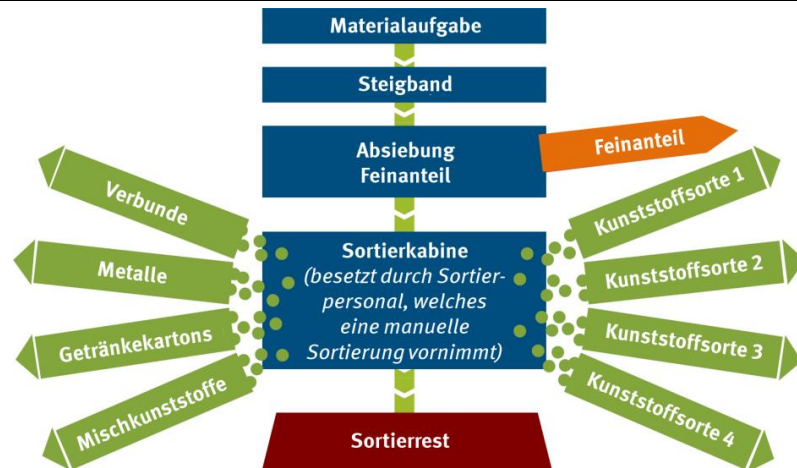 Materialaufgabe
Steigband
Absiebung
Feinanteil
Feinanteil
Verbunde
Metalle
Getränkekartons
Mischkunststoffe
Sortierkabine
(besetzt durch Sortier-
personal, welches
eine manuelle
Sortierung vornimmt)
Kunststoffsorte 1
Kunststoffsorte 2
Kunststoffsorte 3
Kunststoffsorte 4
Sortierrest